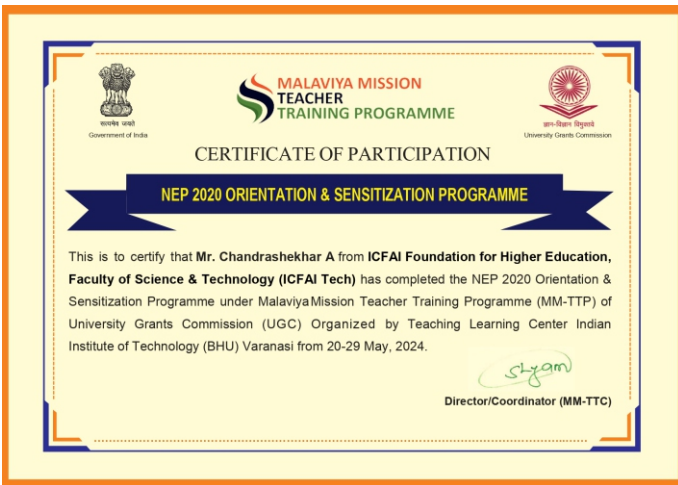 MALAVIYA MISSION
TEACHER
TRAINING PROGRAMME
सत्यमेव जयते
Government of India
ज्ञान-विज्ञान विमुक्तये
University Grants Commission
CERTIFICATE OF PARTICIPATION
NEP 2020 ORIENTATION & SENSITIZATION PROGRAMME
This is to certify that Mr. Chandrashekhar A from ICFAI Foundation for Higher Education,
Faculty of Science & Technology (ICFAI Tech) has completed the NEP 2020 Orientation &
Sensitization Programme under Malaviya Mission Teacher Training Programme (MM-TTP) of
University Grants Commission (UGC) Organized by Teaching Learning Center Indian
Institute of Technology (BHU) Varanasi from 20-29 May, 2024.
Shyam
Director/Coordinator (MM-TTC)